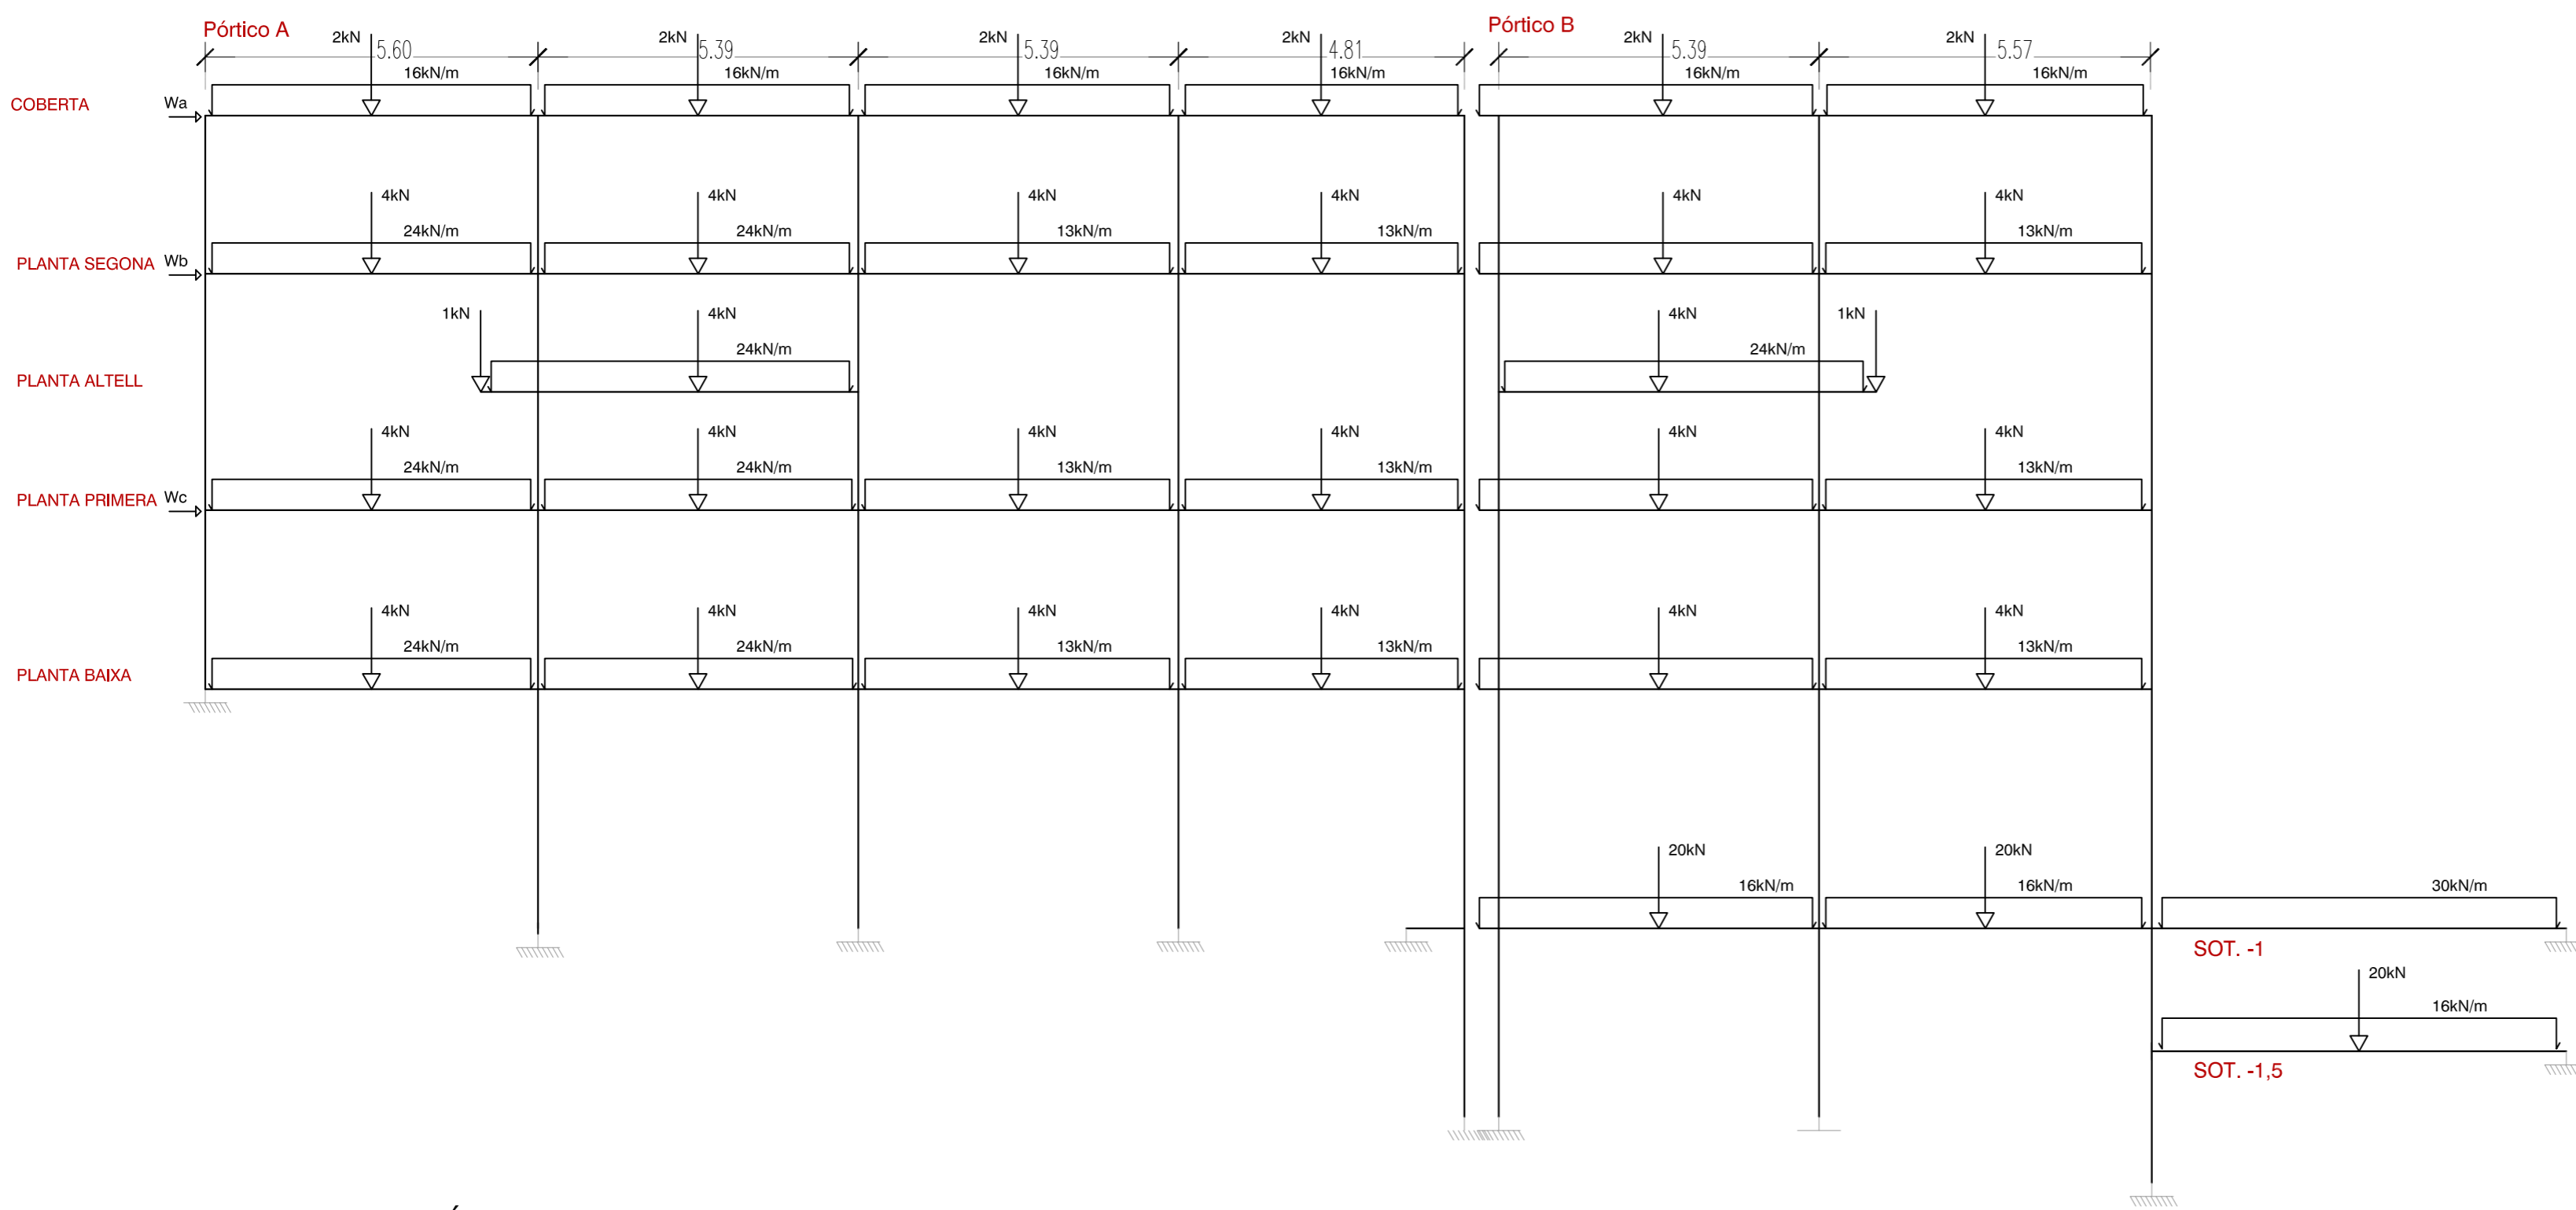 Pórtico A
Pórtico B
2kN 2kN 2kN 2kN 2kN 2kN
5.60 5.39 5.39 4.81 5.39 5.57
16kN/m 16kN/m 16kN/m 16kN/m 16kN/m 16kN/m
COBERTA Wa
4kN 4kN 4kN 4kN 4kN 4kN
24kN/m 24kN/m 13kN/m 13kN/m 13kN/m
PLANTA SEGONA Wb
1kN 4kN 4kN 1kN
24kN/m 24kN/m
PLANTA ALTELL
4kN 4kN 4kN 4kN 4kN 4kN
24kN/m 24kN/m 13kN/m 13kN/m 13kN/m
PLANTA PRIMERA Wc
4kN 4kN 4kN 4kN 4kN 4kN
24kN/m 24kN/m 13kN/m 13kN/m 13kN/m
PLANTA BAIXA
20kN 20kN
16kN/m 16kN/m 30kN/m
SOT. -1
20kN
16kN/m
SOT. -1,5